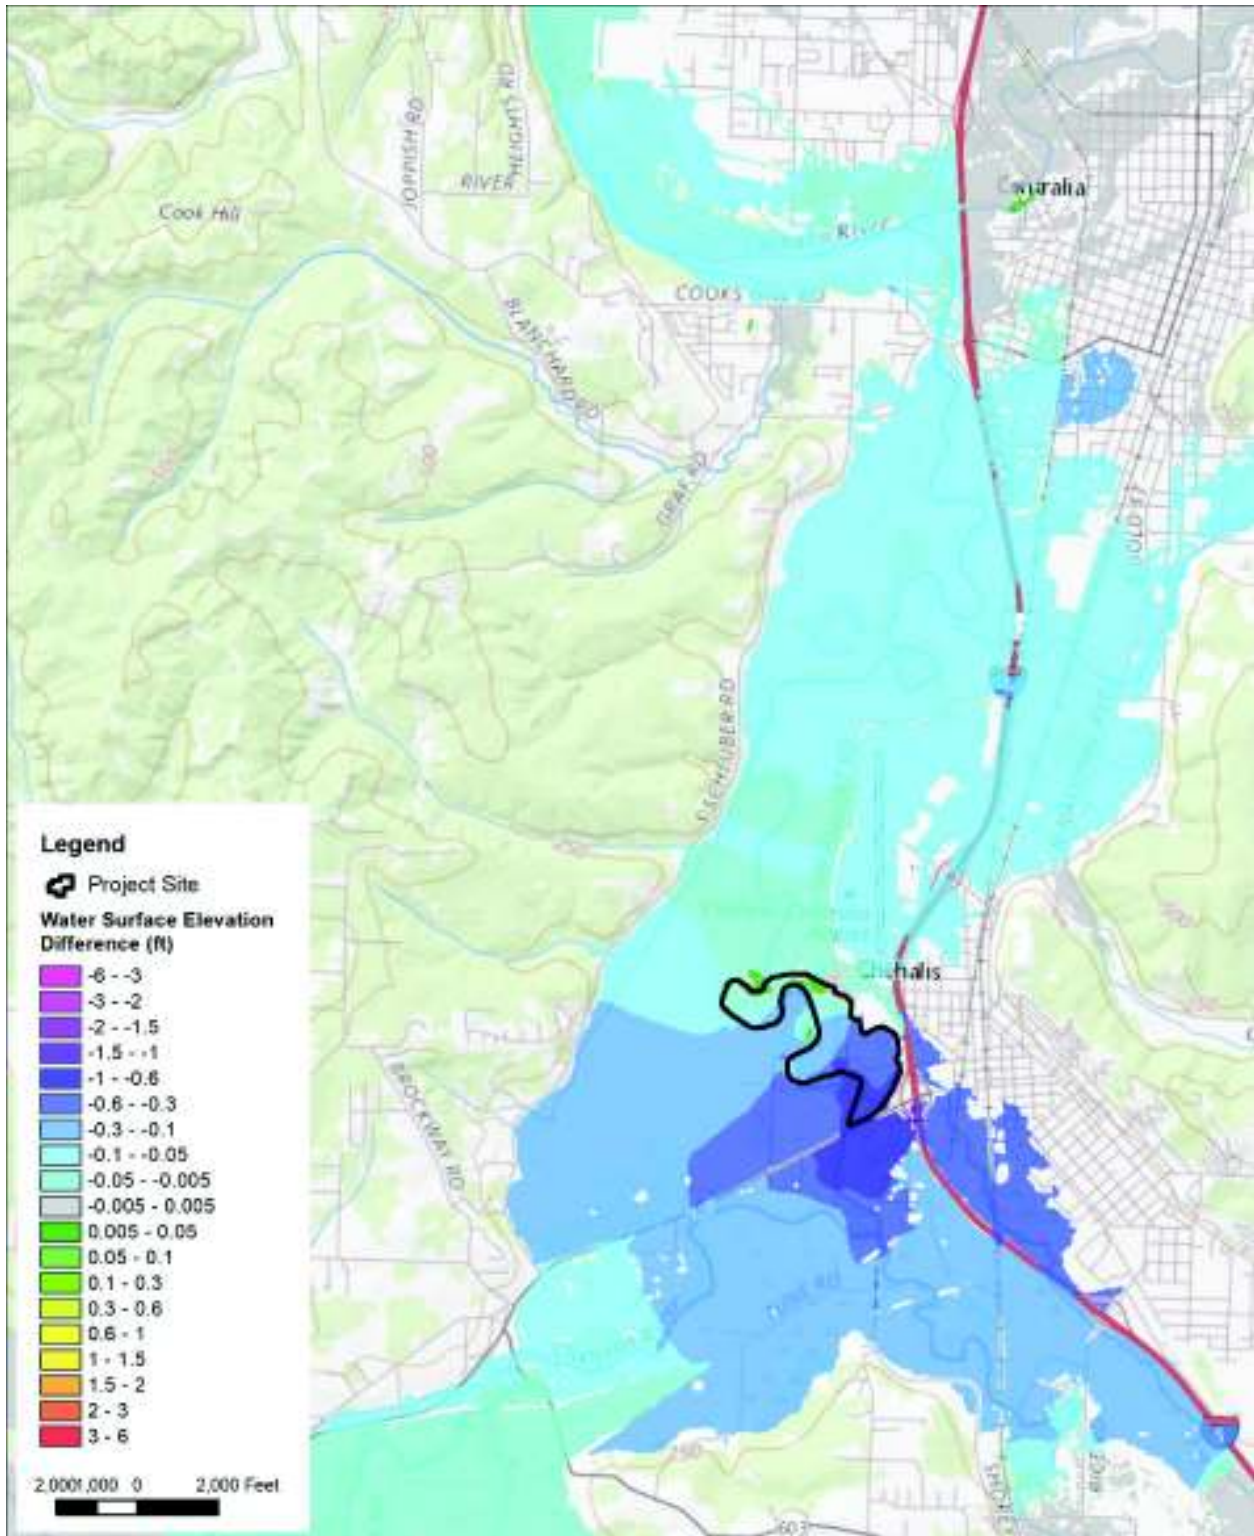 JOPPISH RD
HEIGHTS RD
RIVER
Cook Hill
Centralia
River
COOKS
BLANCHARD RD
GRAF RD
SCHEUBER RD
Chehalis
BROCKWAY RD
603
Legend
Project Site
Water Surface Elevation
Difference (ft)
-6 - -3
-3 - -2
-2 - -1.5
-1.5 - -1
-1 - -0.6
-0.6 - -0.3
-0.3 - -0.1
-0.1 - -0.05
-0.05 - -0.005
-0.005 - 0.005
0.005 - 0.05
0.05 - 0.1
0.1 - 0.3
0.3 - 0.6
0.6 - 1
1 - 1.5
1.5 - 2
2 - 3
3 - 6
2,000 1,000 0 2,000 Feet